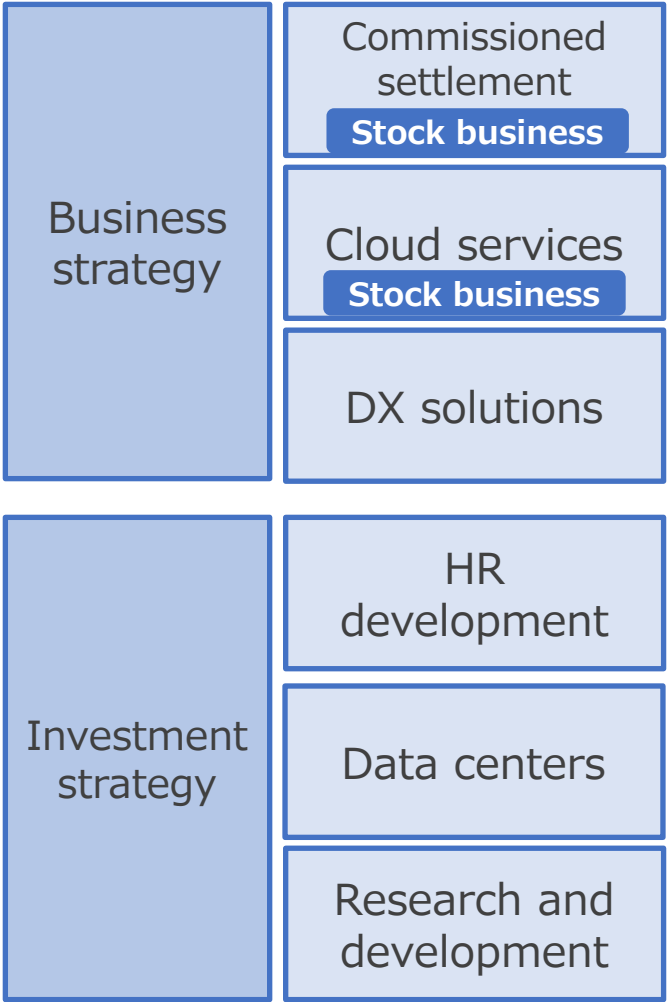 Business
strategy
Commissioned
settlement
Stock business
Cloud services
Stock business
DX solutions
Investment
strategy
HR
development
Data centers
Research and
development